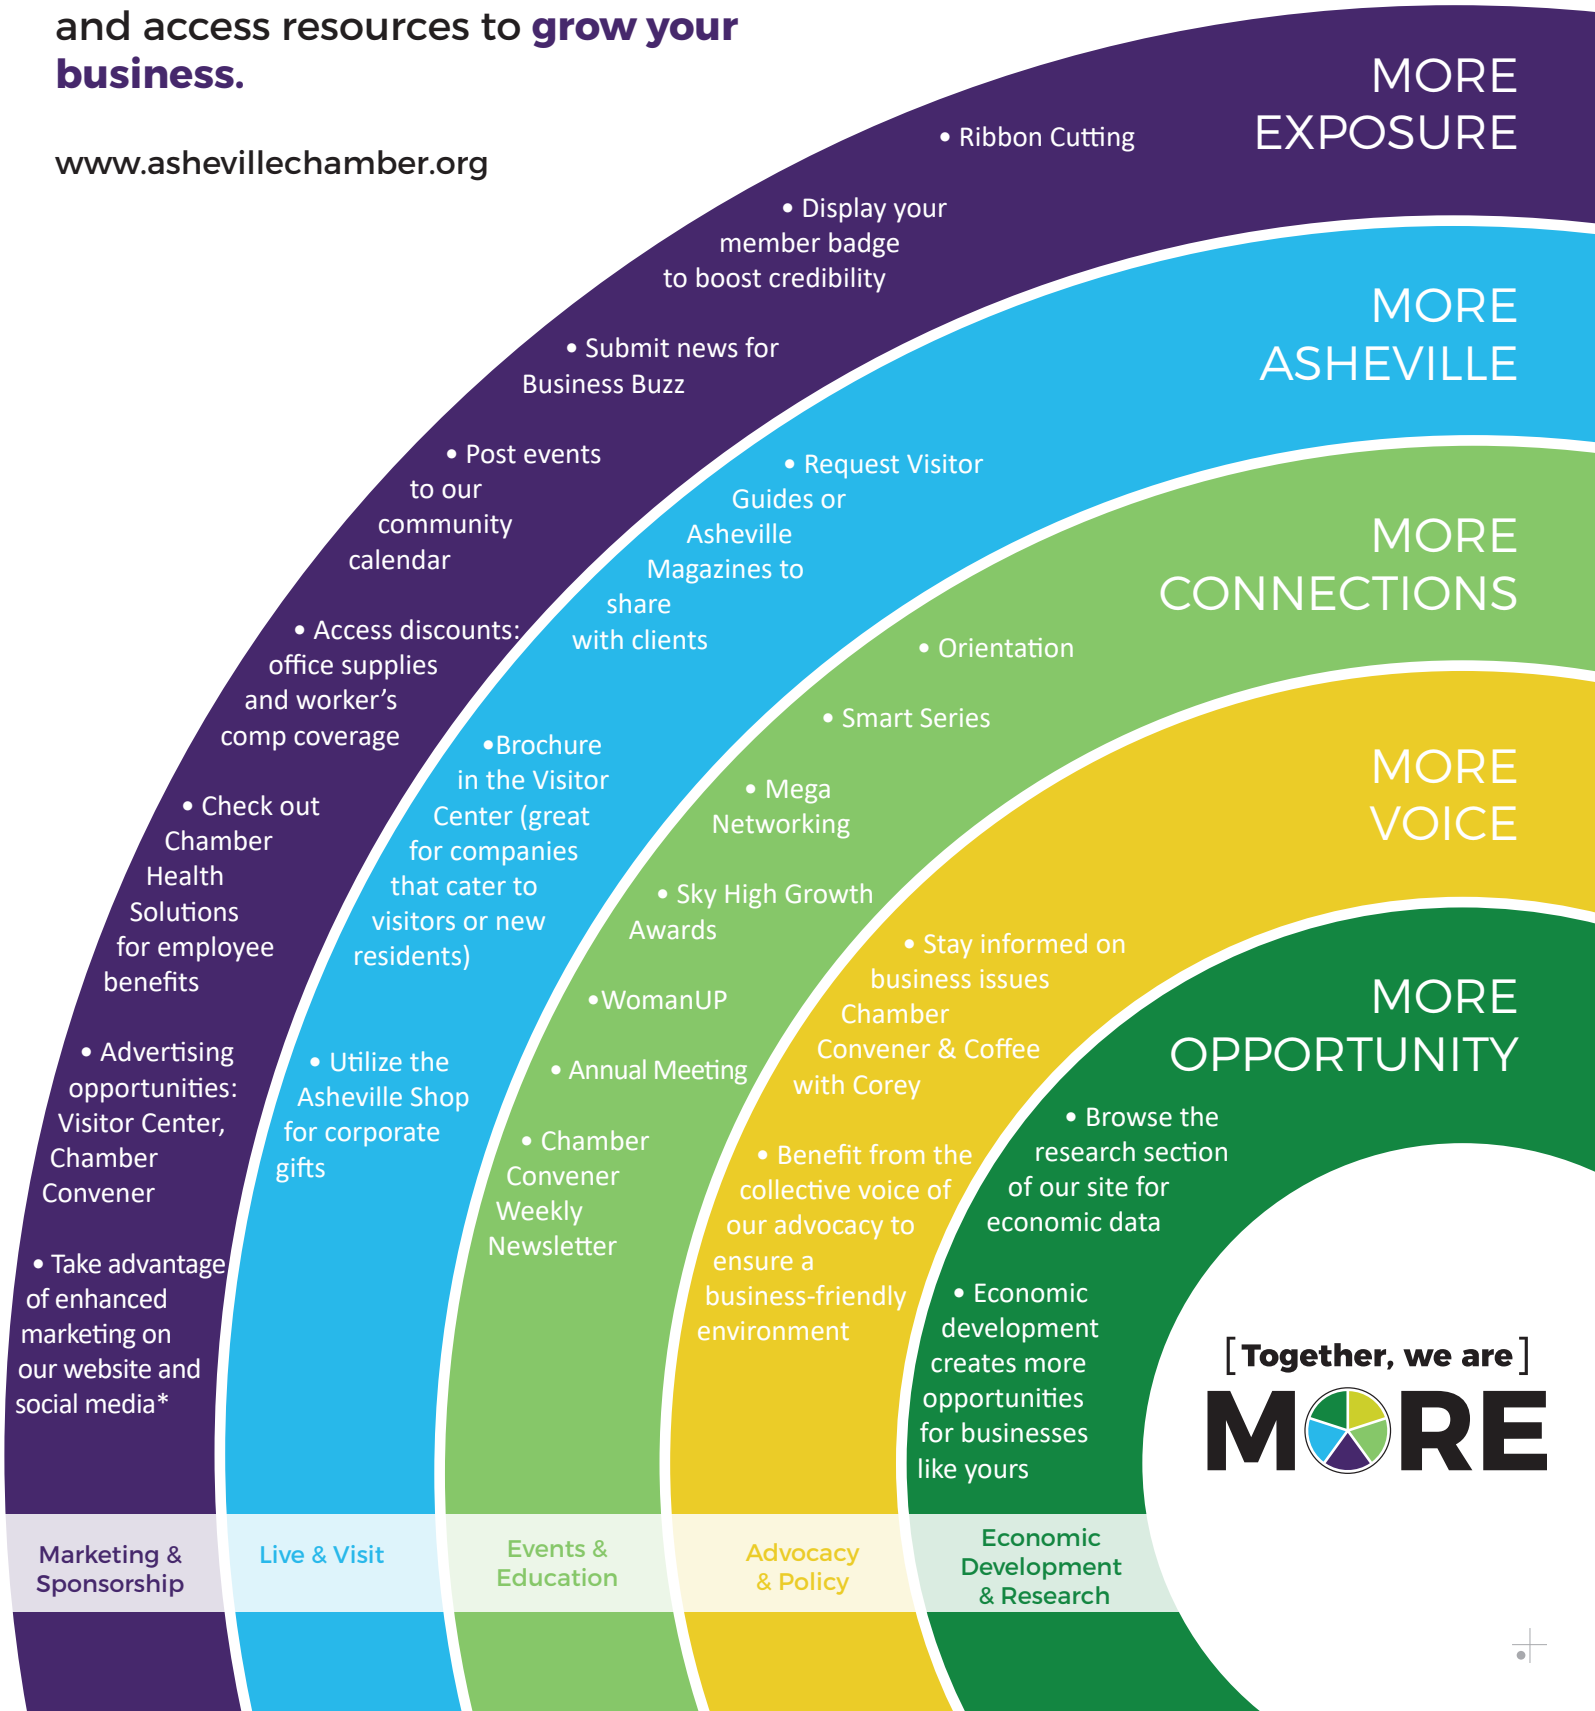 and access resources to grow your
business.
www.ashevillechamber.org
MORE
EXPOSURE
• Ribbon Cutting
• Display your
member badge
to boost credibility
• Submit news for
Business Buzz
• Post events
to our
community
calendar
• Access discounts:
office supplies
and worker’s
comp coverage
• Check out
Chamber
Health
Solutions
for employee
benefits
• Advertising
opportunities:
Visitor Center,
Chamber
Convener
• Take advantage
of enhanced
marketing on
our website and
social media*
Marketing &
Sponsorship
MORE
ASHEVILLE
• Request Visitor
Guides or
Asheville
Magazines to
share
with clients
•Brochure
in the Visitor
Center (great
for companies
that cater to
visitors or new
residents)
• Utilize the
Asheville Shop
for corporate
gifts
Live & Visit
MORE
CONNECTIONS
• Orientation
• Smart Series
• Mega
Networking
• Sky High Growth
Awards
•WomanUP
• Annual Meeting
• Chamber
Convener
Weekly
Newsletter
Events &
Education
MORE
VOICE
• Stay informed on
business issues
Chamber
Convener & Coffee
with Corey
• Benefit from the
collective voice of
our advocacy to
ensure a
business-friendly
environment
Advocacy
& Policy
MORE
OPPORTUNITY
• Browse the
research section
of our site for
economic data
• Economic
development
creates more
opportunities
for businesses
like yours
Economic
Development
& Research
[Together, we are]
MORE